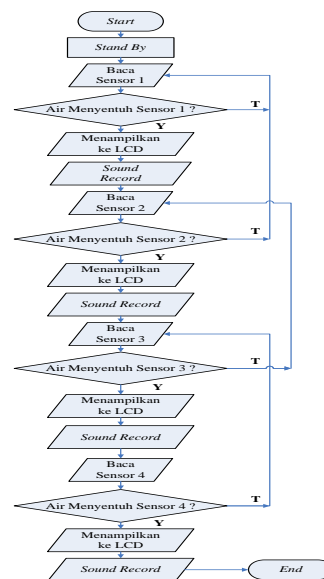 Start
Stand By
Baca
Sensor 1
Air Menyentuh Sensor 1 ?
T
Y
Menampilkan
ke LCD
Sound
Record
Baca
Sensor 2
Air Menyentuh Sensor 2 ?
T
Y
Menampilkan
ke LCD
Sound Record
Baca
Sensor 3
Air Menyentuh Sensor 3 ?
T
Y
Menampilkan
ke LCD
Sound Record
Baca
Sensor 4
Air Menyentuh Sensor 4 ?
T
Y
Menampilkan
ke LCD
Sound Record
End